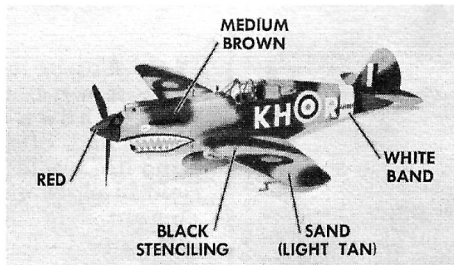 MEDIUM
BROWN
KH R
RED
WHITE
BAND
BLACK
STENCILING
SAND
(LIGHT TAN)